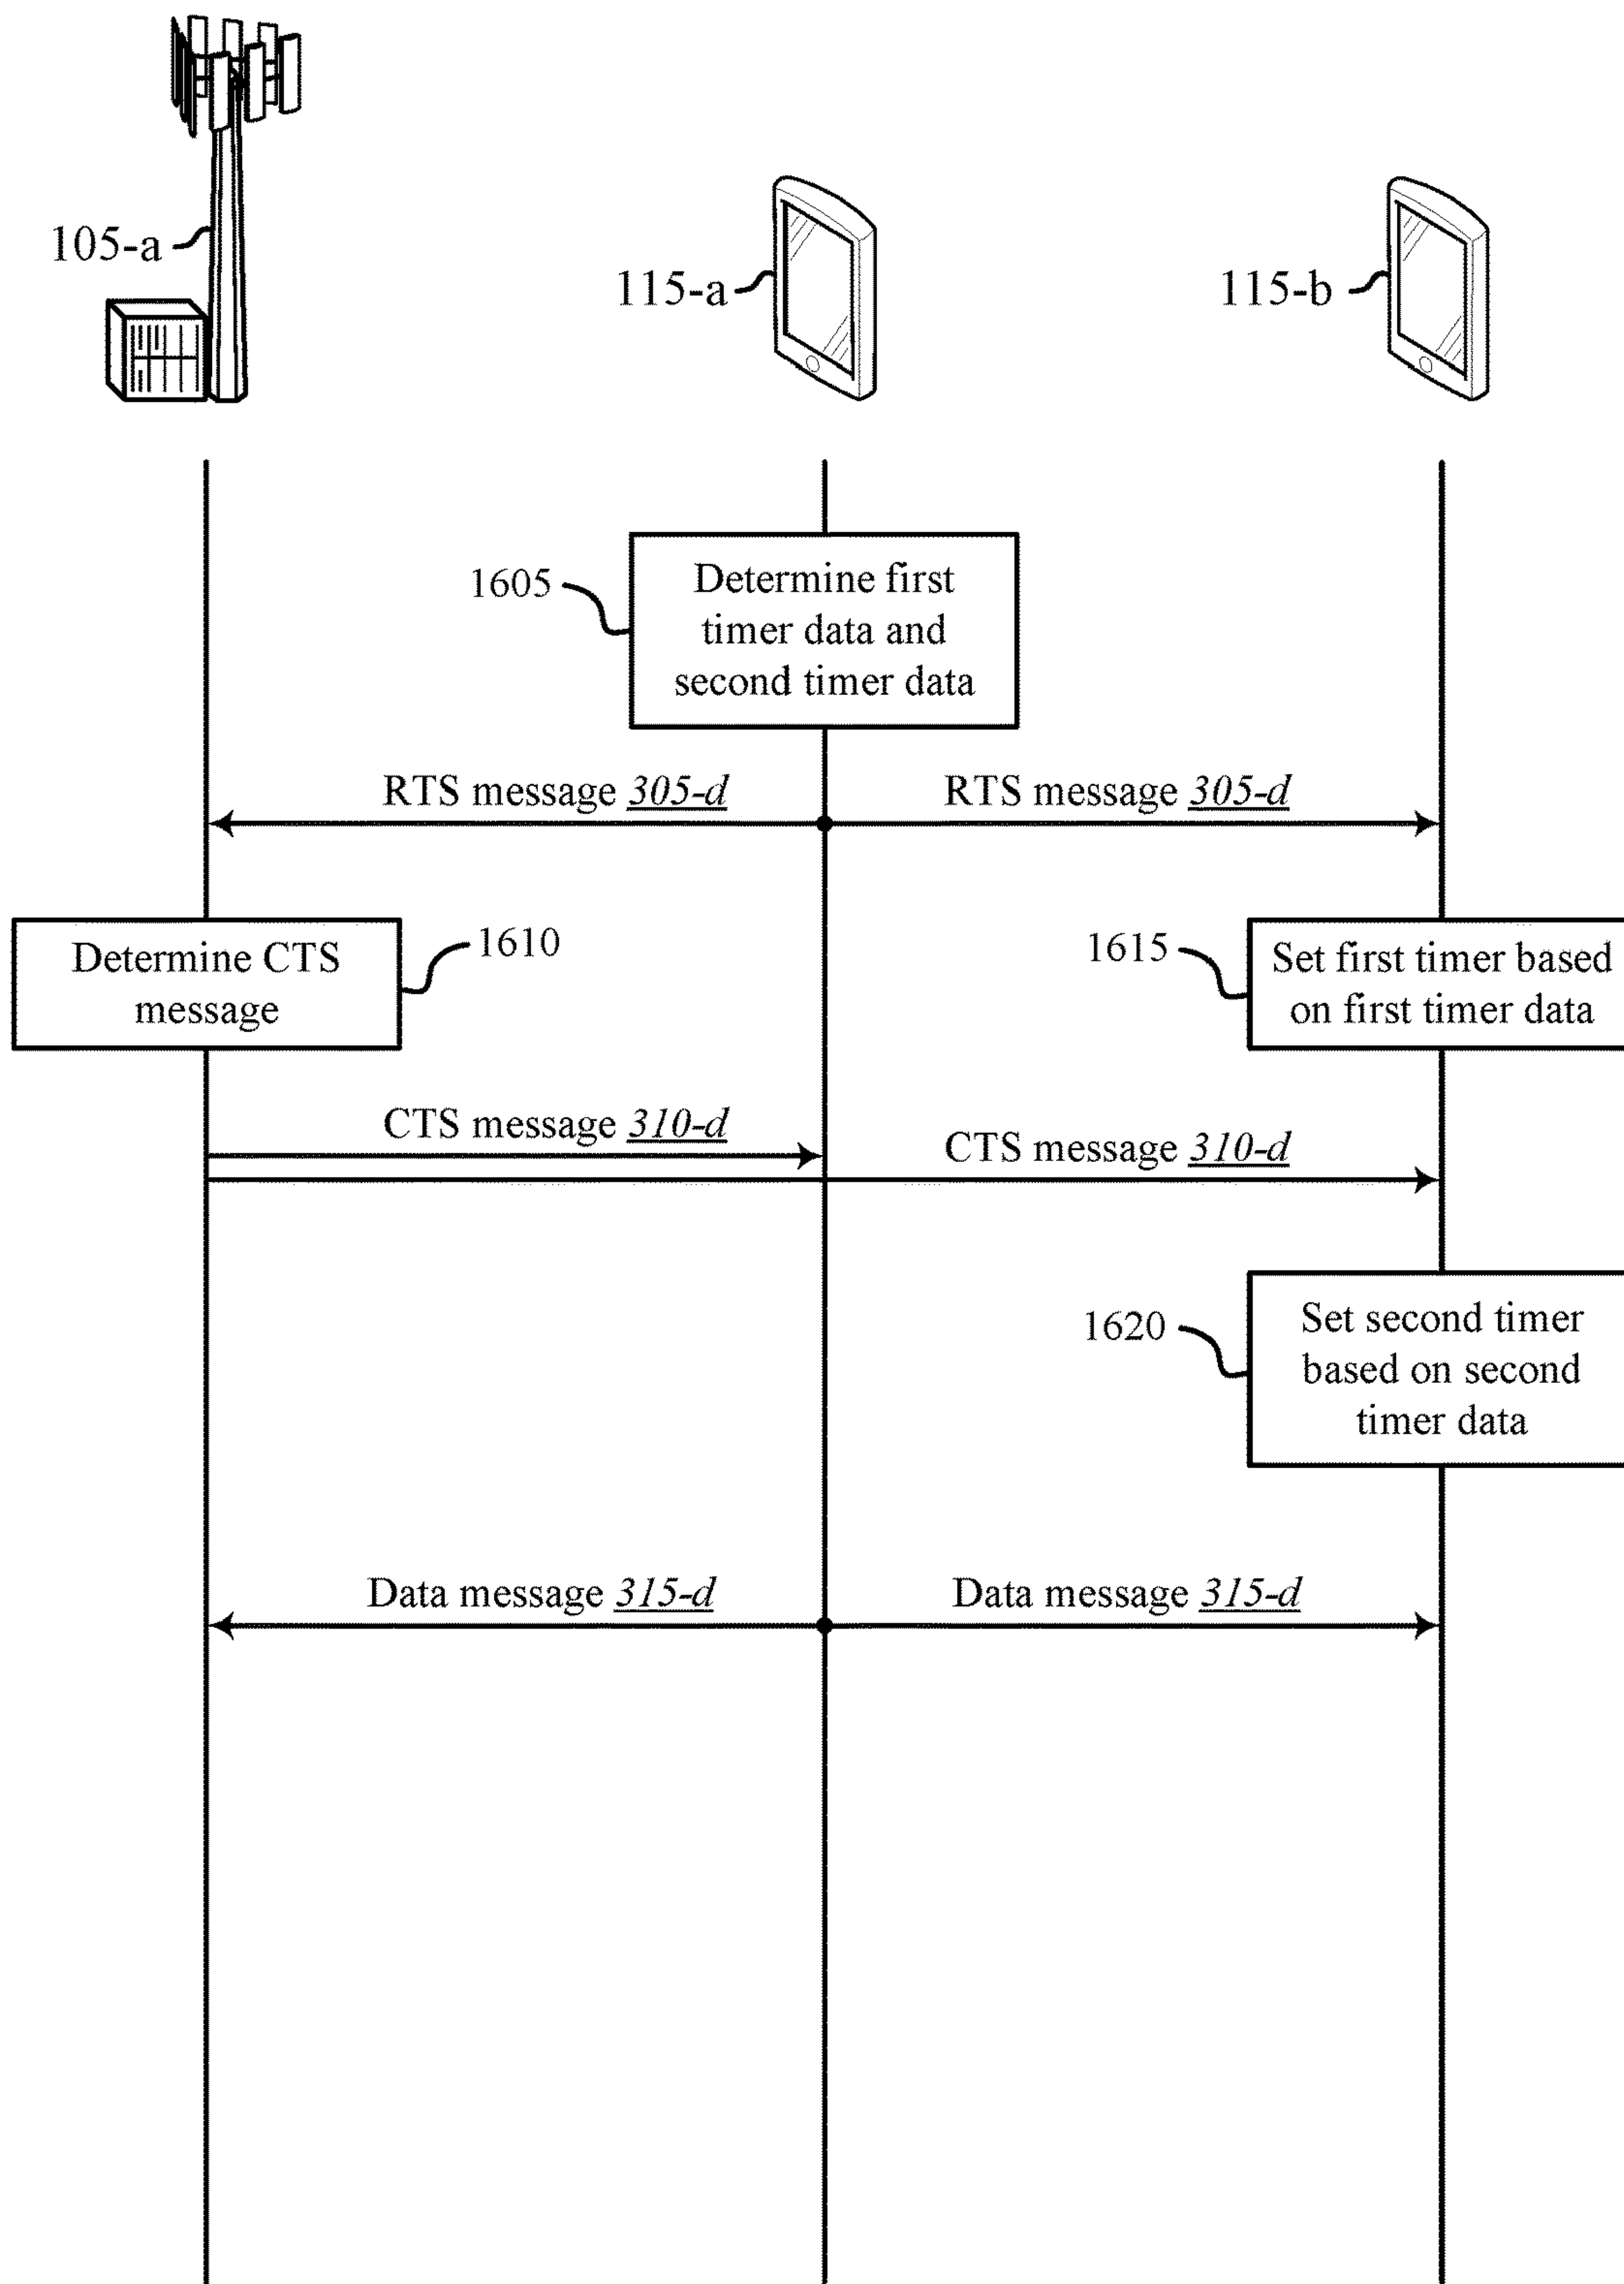 105-a
115-a
115-b
1605
Determine first
timer data and
second timer data
RTS message 305-d
RTS message 305-d
Determine CTS
message
1610
1615
Set first timer based
on first timer data
CTS message 310-d
CTS message 310-d
1620
Set second timer
based on second
timer data
Data message 315-d
Data message 315-d